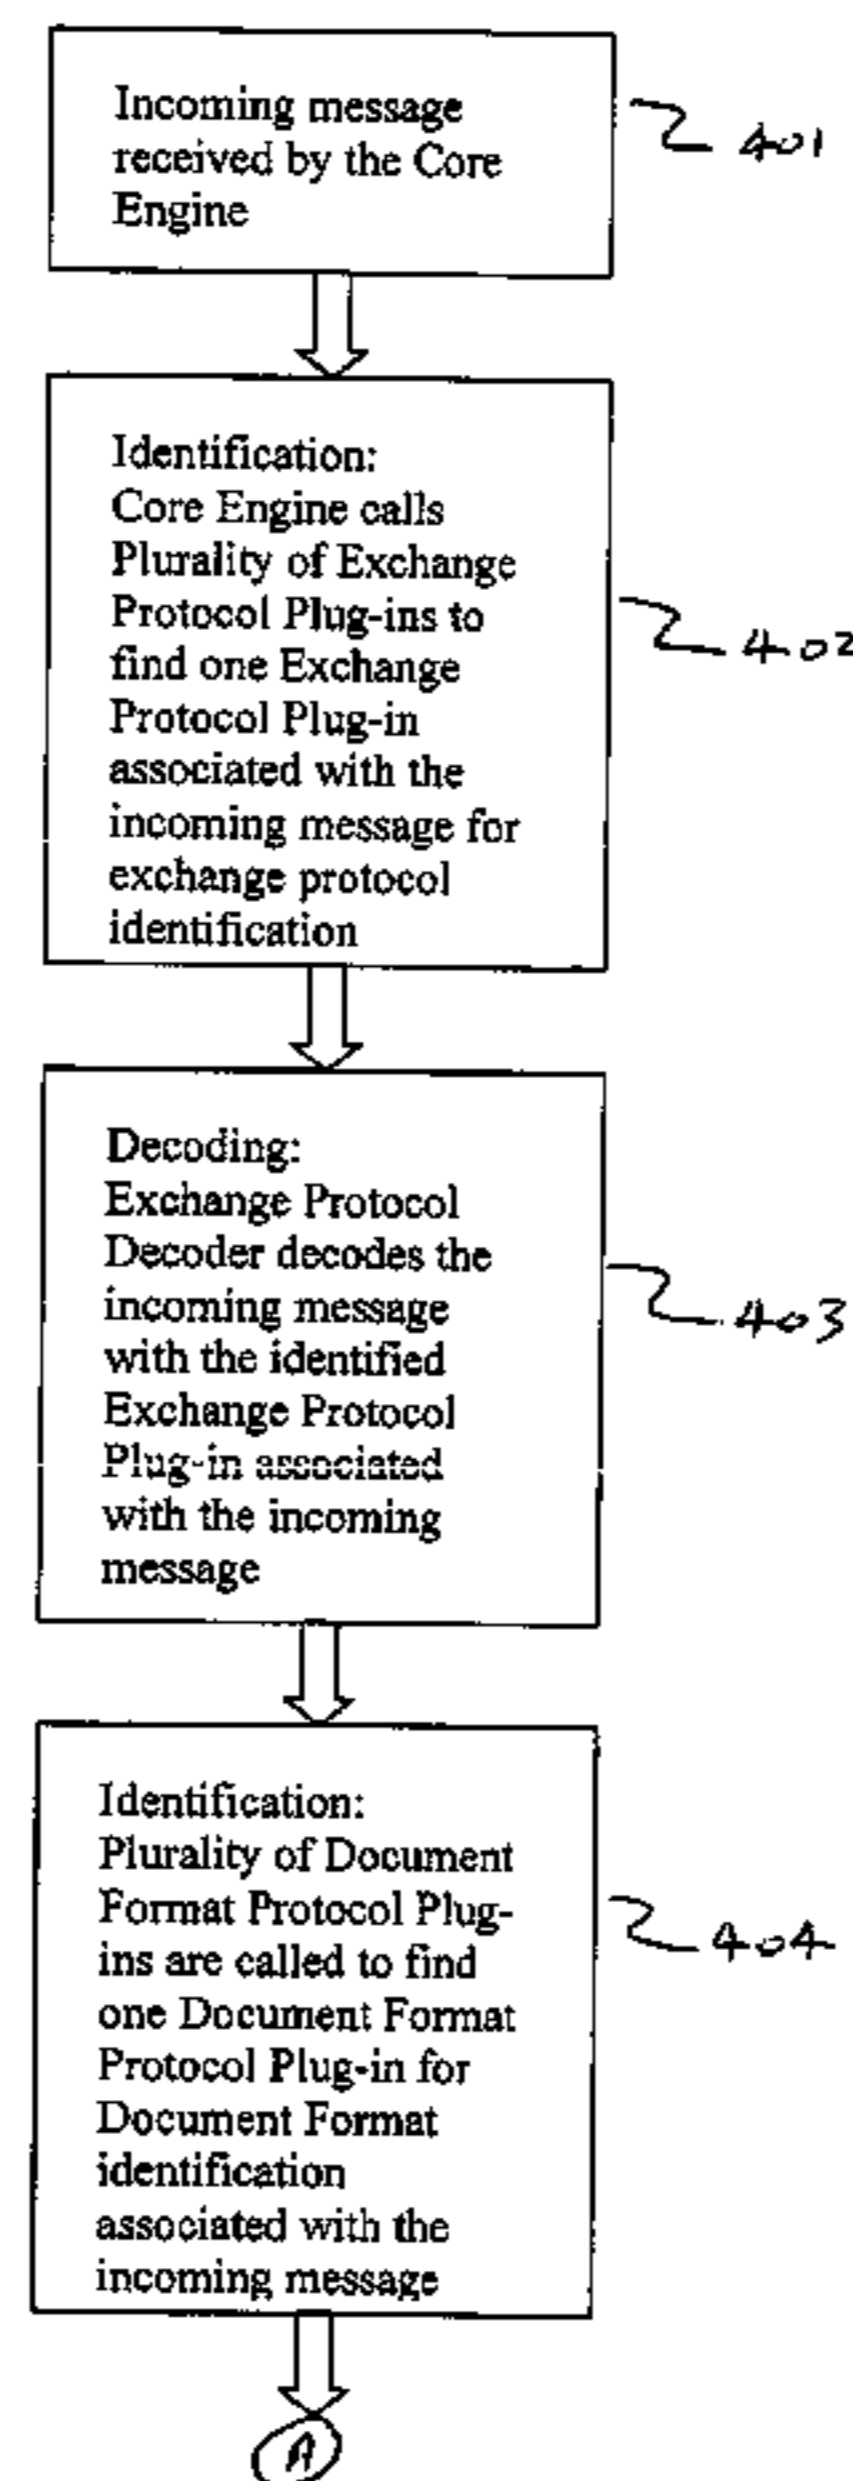 Incoming message
received by the Core
Engine
401
Identification:
Core Engine calls
Plurality of Exchange
Protocol Plug-ins to
find one Exchange
Protocol Plug-in
associated with the
incoming message for
exchange protocol
identification
402
Decoding:
Exchange Protocol
Decoder decodes the
incoming message
with the identified
Exchange Protocol
Plug-in associated
with the incoming
message
403
Identification:
Plurality of Document
Format Protocol Plug-
ins are called to find
one Document Format
Protocol Plug-in for
Document Format
identification
associated with the
incoming message
404
A